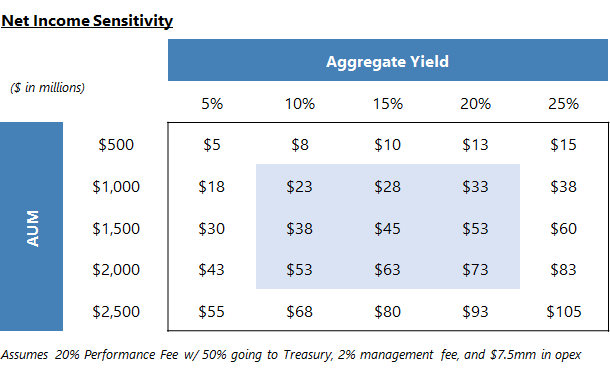 Net Income Sensitivity
Aggregate Yield
($ in millions)
5% 10% 15% 20% 25%
$500 $5 $8 $10 $13 $15
$1,000 $18 $23 $28 $33 $38
AUM
$1,500 $30 $38 $45 $53 $60
$2,000 $43 $53 $63 $73 $83
$2,500 $55 $68 $80 $93 $105
Assumes 20% Performance Fee w/ 50% going to Treasury, 2% management fee, and $7.5mm in opex